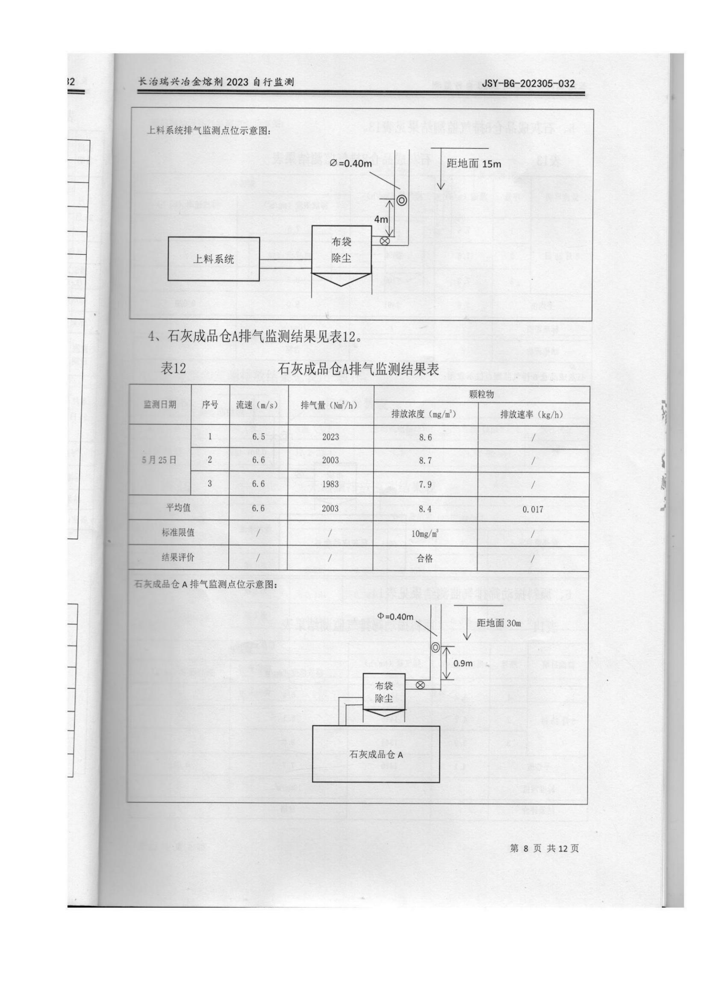 32
长治瑞兴冶金熔剂 2023 自行监测 JSY-BG-202305-032
上料系统排气监测点位示意图：
∅=0.40m
距地面 15m
4m
布袋
除尘
上料系统
4、石灰成品仓A排气监测结果见表12。
表12 石灰成品仓A排气监测结果表
监测日期 序号 流速（m/s） 排气量（Nm³/h） 颗粒物
排放浓度（mg/m³） 排放速率（kg/h）
5月25日
1 6.5 2023 8.6 /
2 6.6 2003 8.7 /
3 6.6 1983 7.9 /
平均值 6.6 2003 8.4 0.017
标准限值 / / 10mg/m³ /
结果评价 / / 合格 /
石灰成品仓 A 排气监测点位示意图：
Φ=0.40m
距地面 30m
0.9m
布袋
除尘
石灰成品仓 A
第 8 页 共 12 页